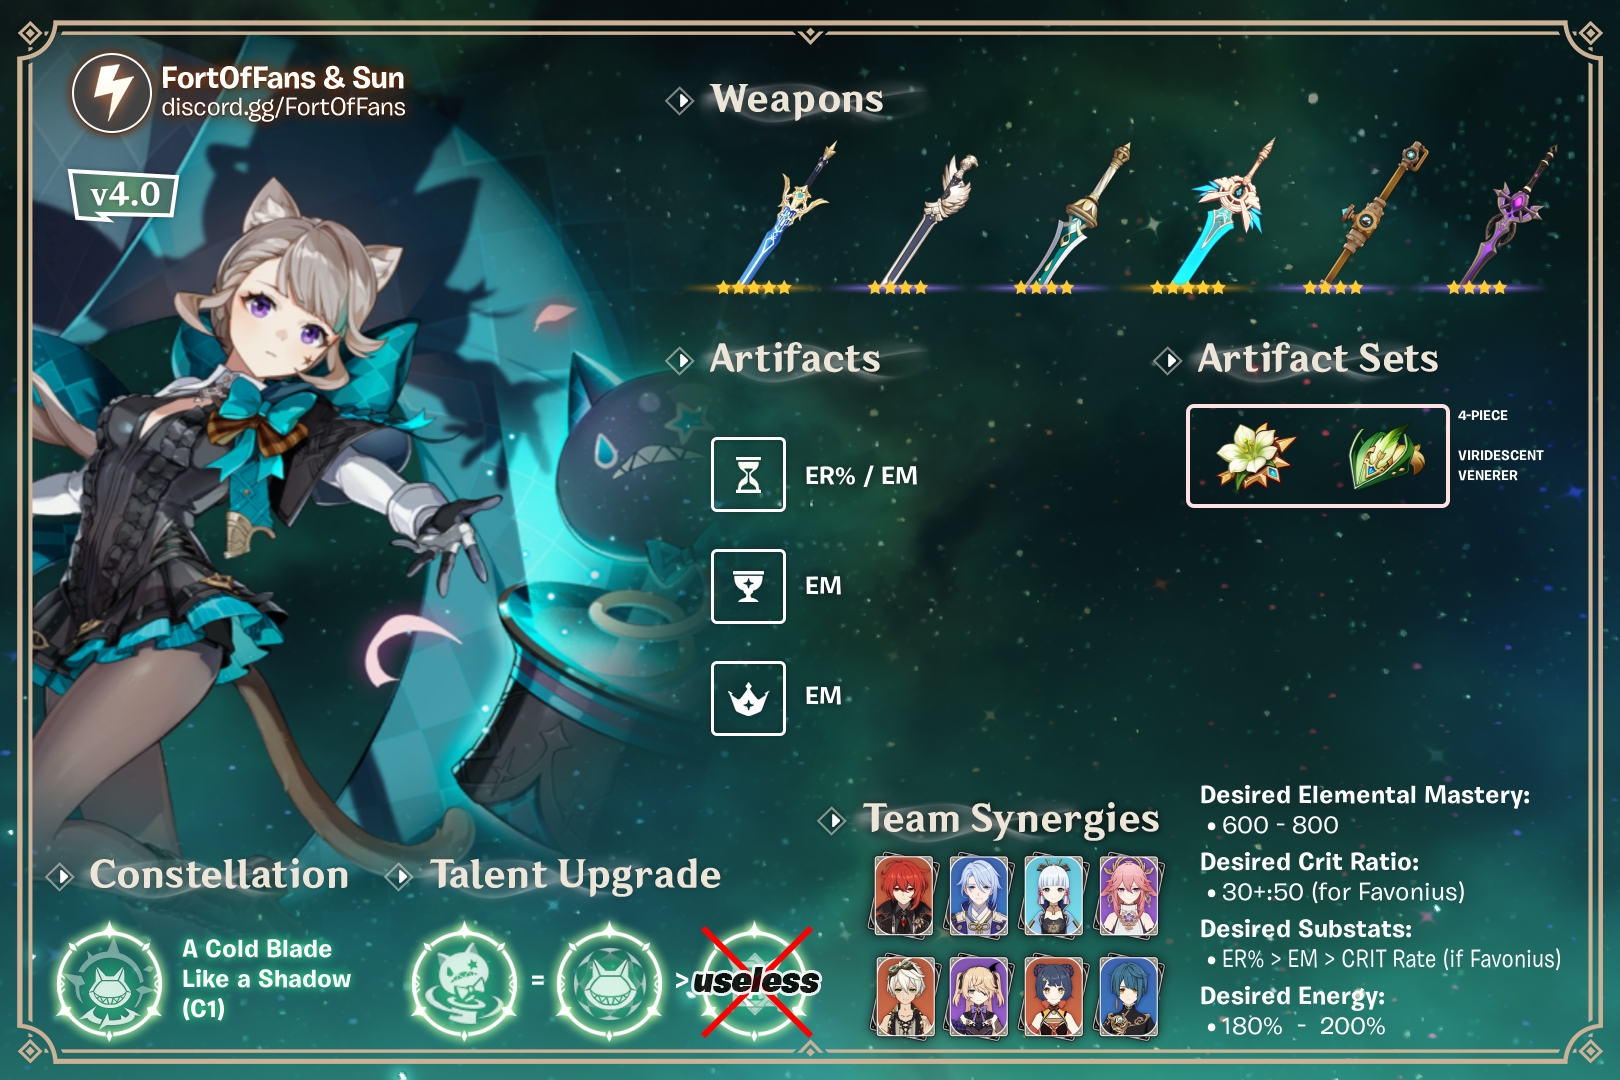 FortOfFans & Sun
discord.gg/FortOfFans
v4.0
Weapons
Artifacts
ER% / EM
EM
EM
Artifact Sets
4-PIECE
VIRIDESCENT
VENERER
Constellation
A Cold Blade
Like a Shadow
(C1)
Talent Upgrade
= > useless
Team Synergies
Desired Elemental Mastery:
• 600 - 800
Desired Crit Ratio:
• 30+:50 (for Favonius)
Desired Substats:
• ER% > EM > CRIT Rate (if Favonius)
Desired Energy:
• 180% - 200%